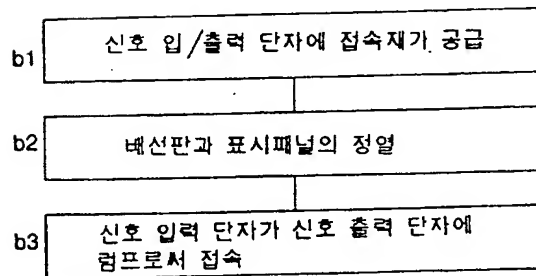 b1
신호 입/출력 단자에 접속재가 공급
b2
배선판과 표시패널의 정열
b3
신호 입력 단자가 신호 출력 단자에
럼프로써 접속